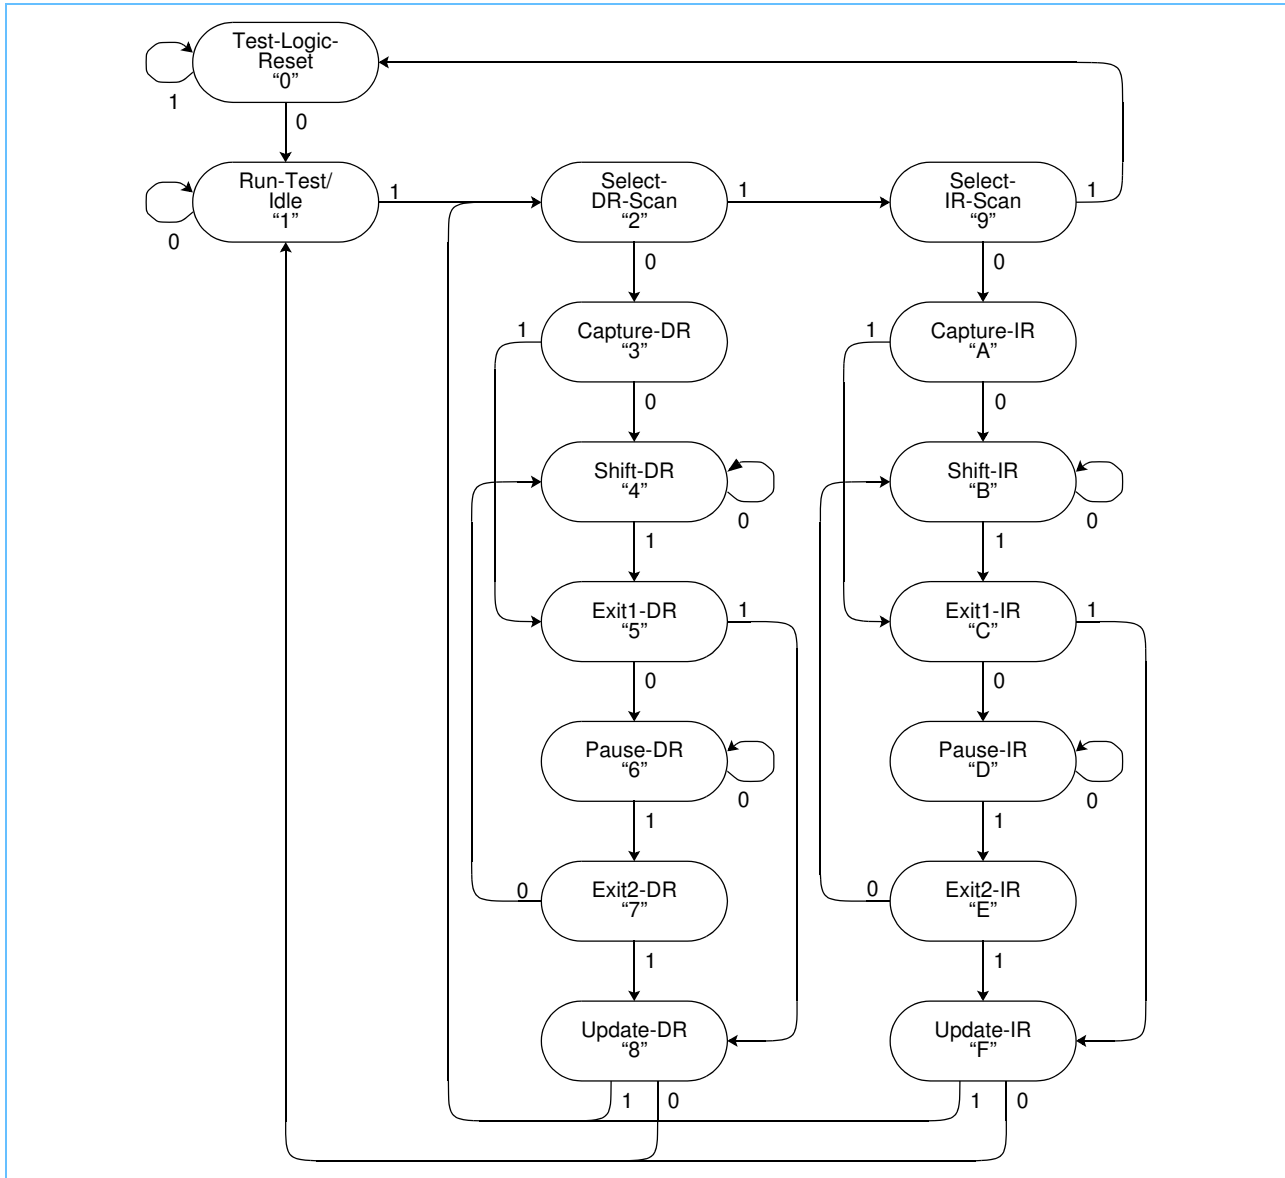 Test-Logic-
Reset
“0”
1
0
Run-Test/
Idle
“1”
0
1
Select-
DR-Scan
“2”
1
0
Select-
IR-Scan
“9”
1
0
Capture-DR
“3”
1
0
Capture-IR
“A”
1
0
Shift-DR
“4”
0
1
Shift-IR
“B”
0
1
Exit1-DR
“5”
1
0
Exit1-IR
“C”
1
0
Pause-DR
“6”
0
1
Pause-IR
“D”
0
1
Exit2-DR
“7”
0
1
Exit2-IR
“E”
0
1
Update-DR
“8”
1
0
Update-IR
“F”
1
0